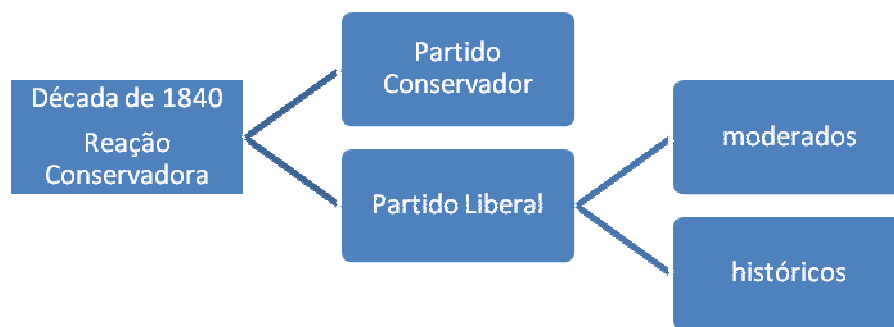 Década de 1840
Reação
Conservadora
Partido
Conservador
Partido Liberal
moderados
históricos